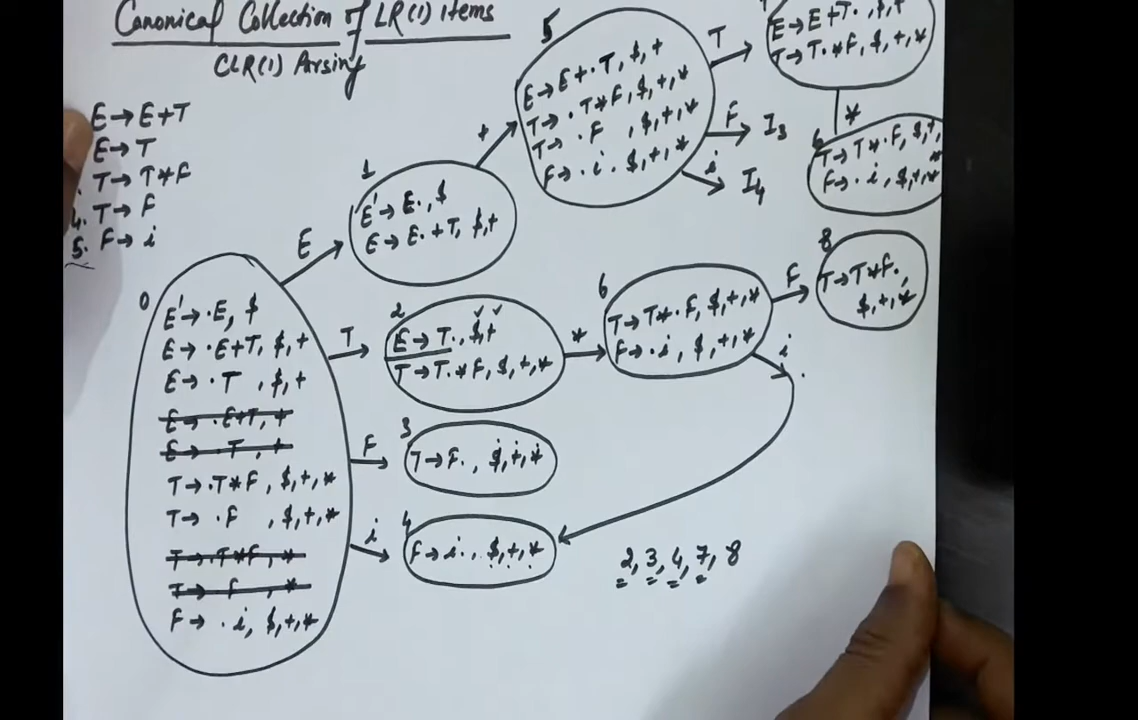 Canonical Collection of LR(1) items
CLR(1) Parsing
E → E+T
E → T
. T → T*F
4. T → F
5. F → i
0
E' → ·E, $
E → ·E+T, $,+
E → ·T , $,+
E → ·E+T, +
E → ·T, +
T → ·T*F, $,+,*
T → ·F , $,+,*
T → ·T*F, *
T → ·F , *
F → ·i, $,+,*
E
1
E' → E·, $
E → E·+T, $,+
+
5
E → E+·T, $,+
T → ·T*F, $,+,*
T → ·F , $,+,*
F → ·i. $,+,*
T
E → E+T·, $,+
T → T·*F, $,+,*
*
6
T → T*·F, $,+,
F → ·i, $,+,*
F
I3
i
I4
T
2
E → T·, $,+
T → T·*F, $,+,*
*
6
T → T*·F, $,+,*
F → ·i, $,+,*
F
8
T → T*F·,
$,+,*
i
F
3
T → F·, $,+,*
i
4
F → i·, $,+,*
2, 3, 4, 7, 8